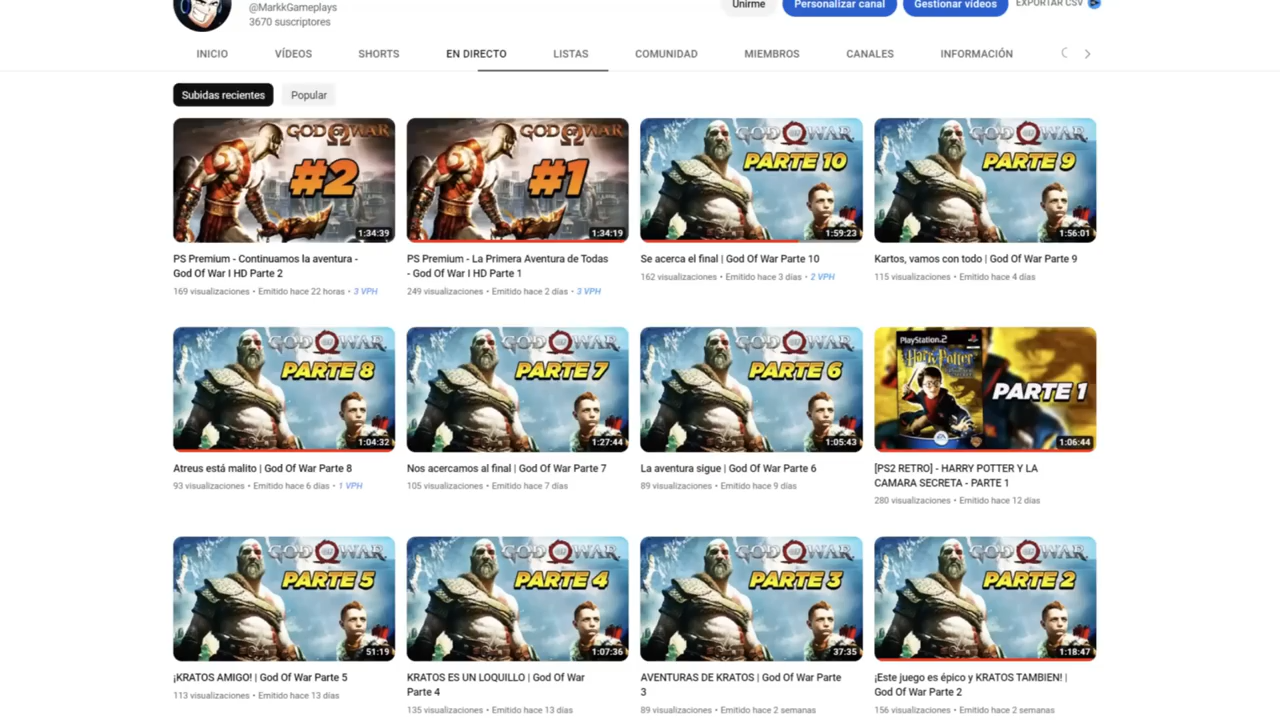 @MarkkGameplays
3670 suscriptores
Unirme
Personalizar canal
Gestionar vídeos
EXPORTAR CSV
INICIO
VÍDEOS
SHORTS
EN DIRECTO
LISTAS
COMUNIDAD
MIEMBROS
CANALES
INFORMACIÓN
Subidas recientes
Popular
GOD OF WAR
#2
1:34:39
GOD OF WAR
#1
1:34:19
GOD OF WAR
PARTE 10
1:59:23
GOD OF WAR
PARTE 9
1:56:01
PS Premium - Continuamos la aventura -
God Of War I HD Parte 2
169 visualizaciones • Emitido hace 22 horas • 3 VPH
PS Premium - La Primera Aventura de Todas
- God Of War I HD Parte 1
249 visualizaciones • Emitido hace 2 días • 3 VPH
Se acerca el final | God Of War Parte 10
162 visualizaciones • Emitido hace 3 días • 2 VPH
Kartos, vamos con todo | God Of War Parte 9
115 visualizaciones • Emitido hace 4 días
GOD OF WAR
PARTE 8
1:04:32
GOD OF WAR
PARTE 7
1:27:44
GOD OF WAR
PARTE 6
1:05:43
PlayStation.2
Harry Potter
EA
PARTE 1
1:06:44
Atreus está malito | God Of War Parte 8
93 visualizaciones • Emitido hace 6 días • 1 VPH
Nos acercamos al final | God Of War Parte 7
105 visualizaciones • Emitido hace 7 días
La aventura sigue | God Of War Parte 6
89 visualizaciones • Emitido hace 9 días
[PS2 RETRO] - HARRY POTTER Y LA
CAMARA SECRETA - PARTE 1
280 visualizaciones • Emitido hace 12 días
GOD OF WAR
PARTE 5
51:19
GOD OF WAR
PARTE 4
1:07:36
GOD OF WAR
PARTE 3
37:35
GOD OF WAR
PARTE 2
1:18:47
¡KRATOS AMIGO! | God Of War Parte 5
113 visualizaciones • Emitido hace 13 días
KRATOS ES UN LOQUILLO | God Of War
Parte 4
135 visualizaciones • Emitido hace 13 días
AVENTURAS DE KRATOS | God Of War Parte
3
89 visualizaciones • Emitido hace 2 semanas
¡Este juego es épico y KRATOS TAMBIEN! |
God Of War Parte 2
156 visualizaciones • Emitido hace 2 semanas